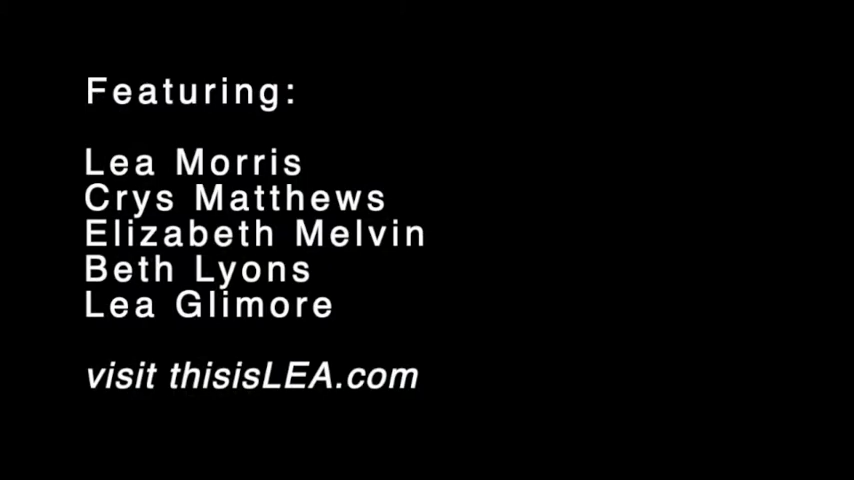 Featuring:
Lea Morris
Crys Matthews
Elizabeth Melvin
Beth Lyons
Lea Glimore
visit thisisLEA.com